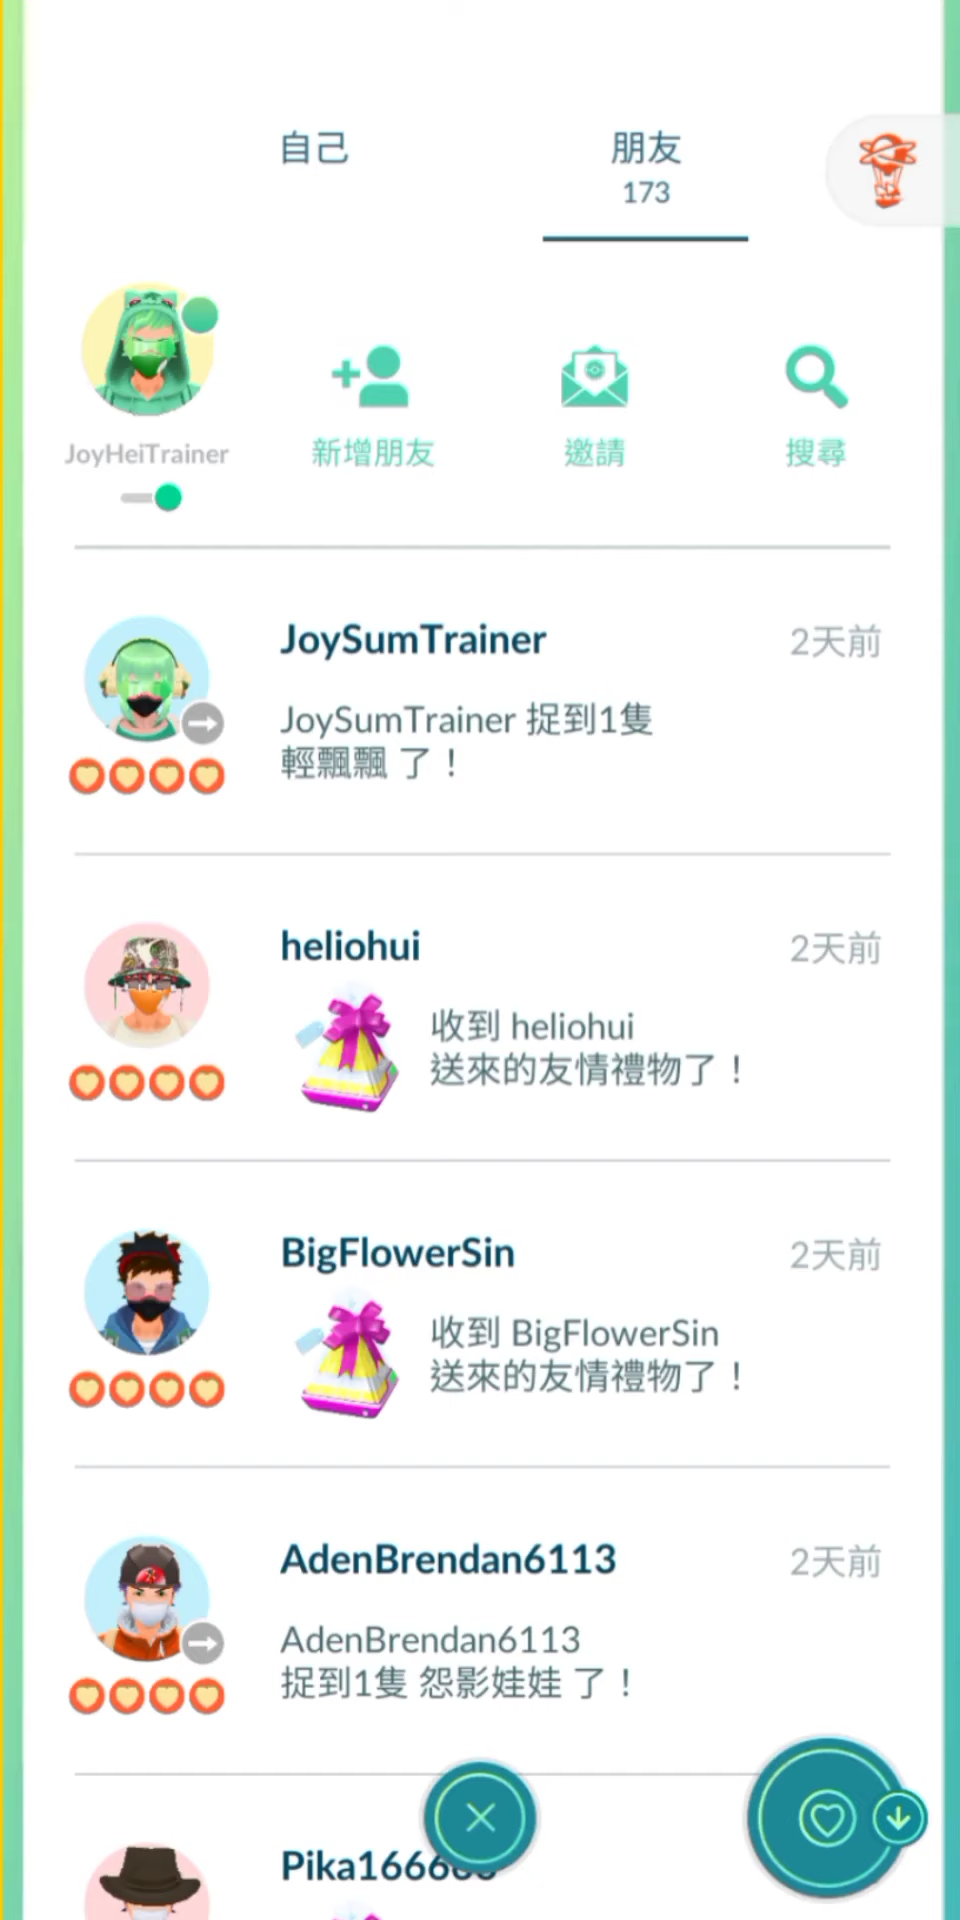 自己
朋友
173
JoyHeiTrainer
新增朋友
邀請
搜尋
JoySumTrainer
2天前
JoySumTrainer 捉到1隻
輕飄飄 了！
heliohui
2天前
收到 heliohui
送來的友情禮物了！
BigFlowerSin
2天前
收到 BigFlowerSin
送來的友情禮物了！
AdenBrendan6113
2天前
AdenBrendan6113
捉到1隻 怨影娃娃 了！